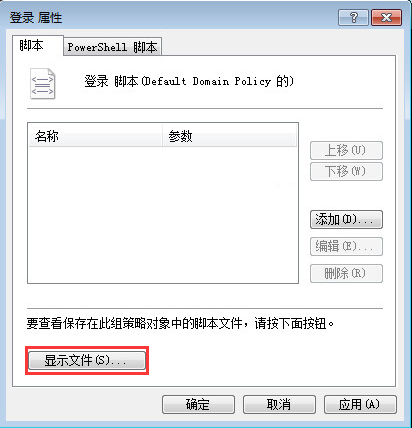 登录 属性
脚本
PowerShell 脚本
登录 脚本(Default Domain Policy 的)
名称
参数
上移(U)
下移(W)
添加(D)...
编辑(E)...
删除(R)
要查看保存在此组策略对象中的脚本文件，请按下面按钮。
显示文件(S)...
确定
取消
应用(A)